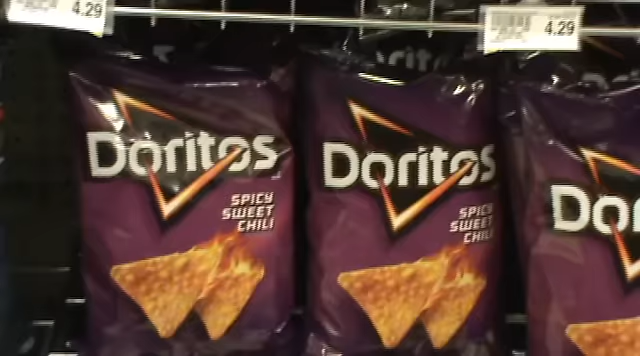 4.29
4.29
Doritos
SPICY
SWEET
CHILI
Doritos
SPICY
SWEET
CHILI
Dor